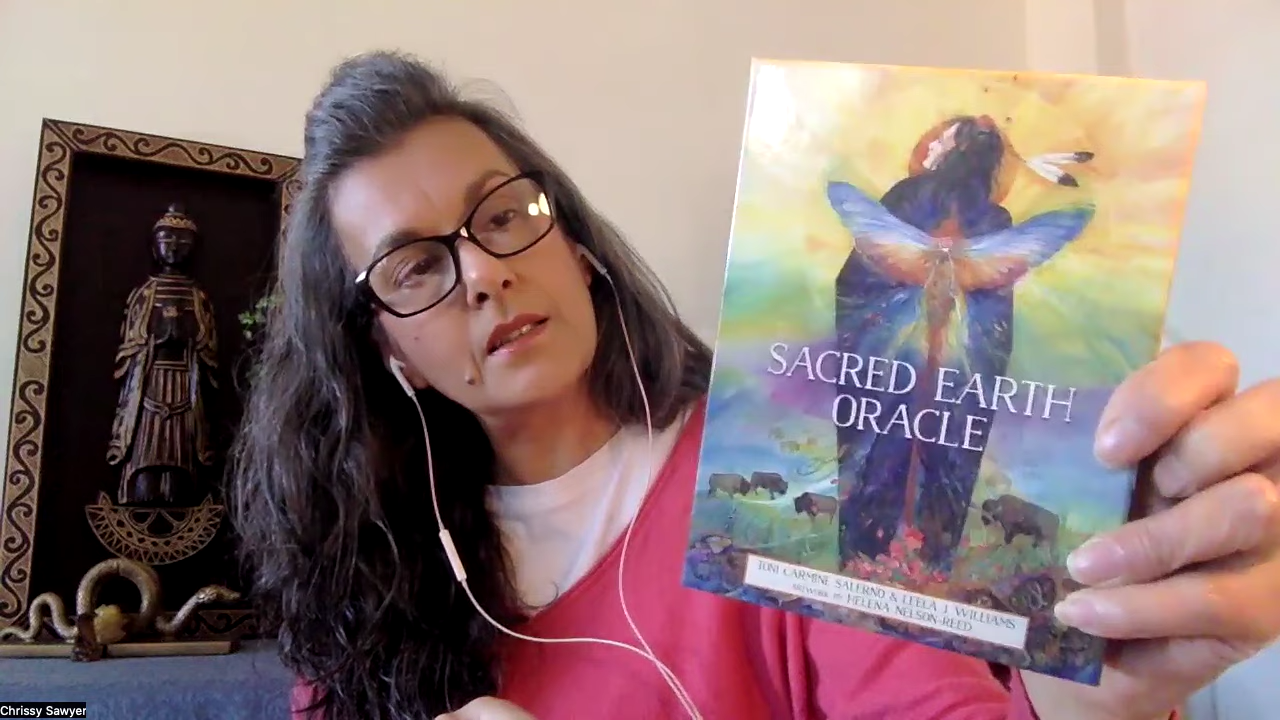 SACRED EARTH
ORACLE
TONI CARMINE SALERNO & LEELA J. WILLIAMS
ARTWORK BY HELENA NELSON-REED
Chrissy Sawyer